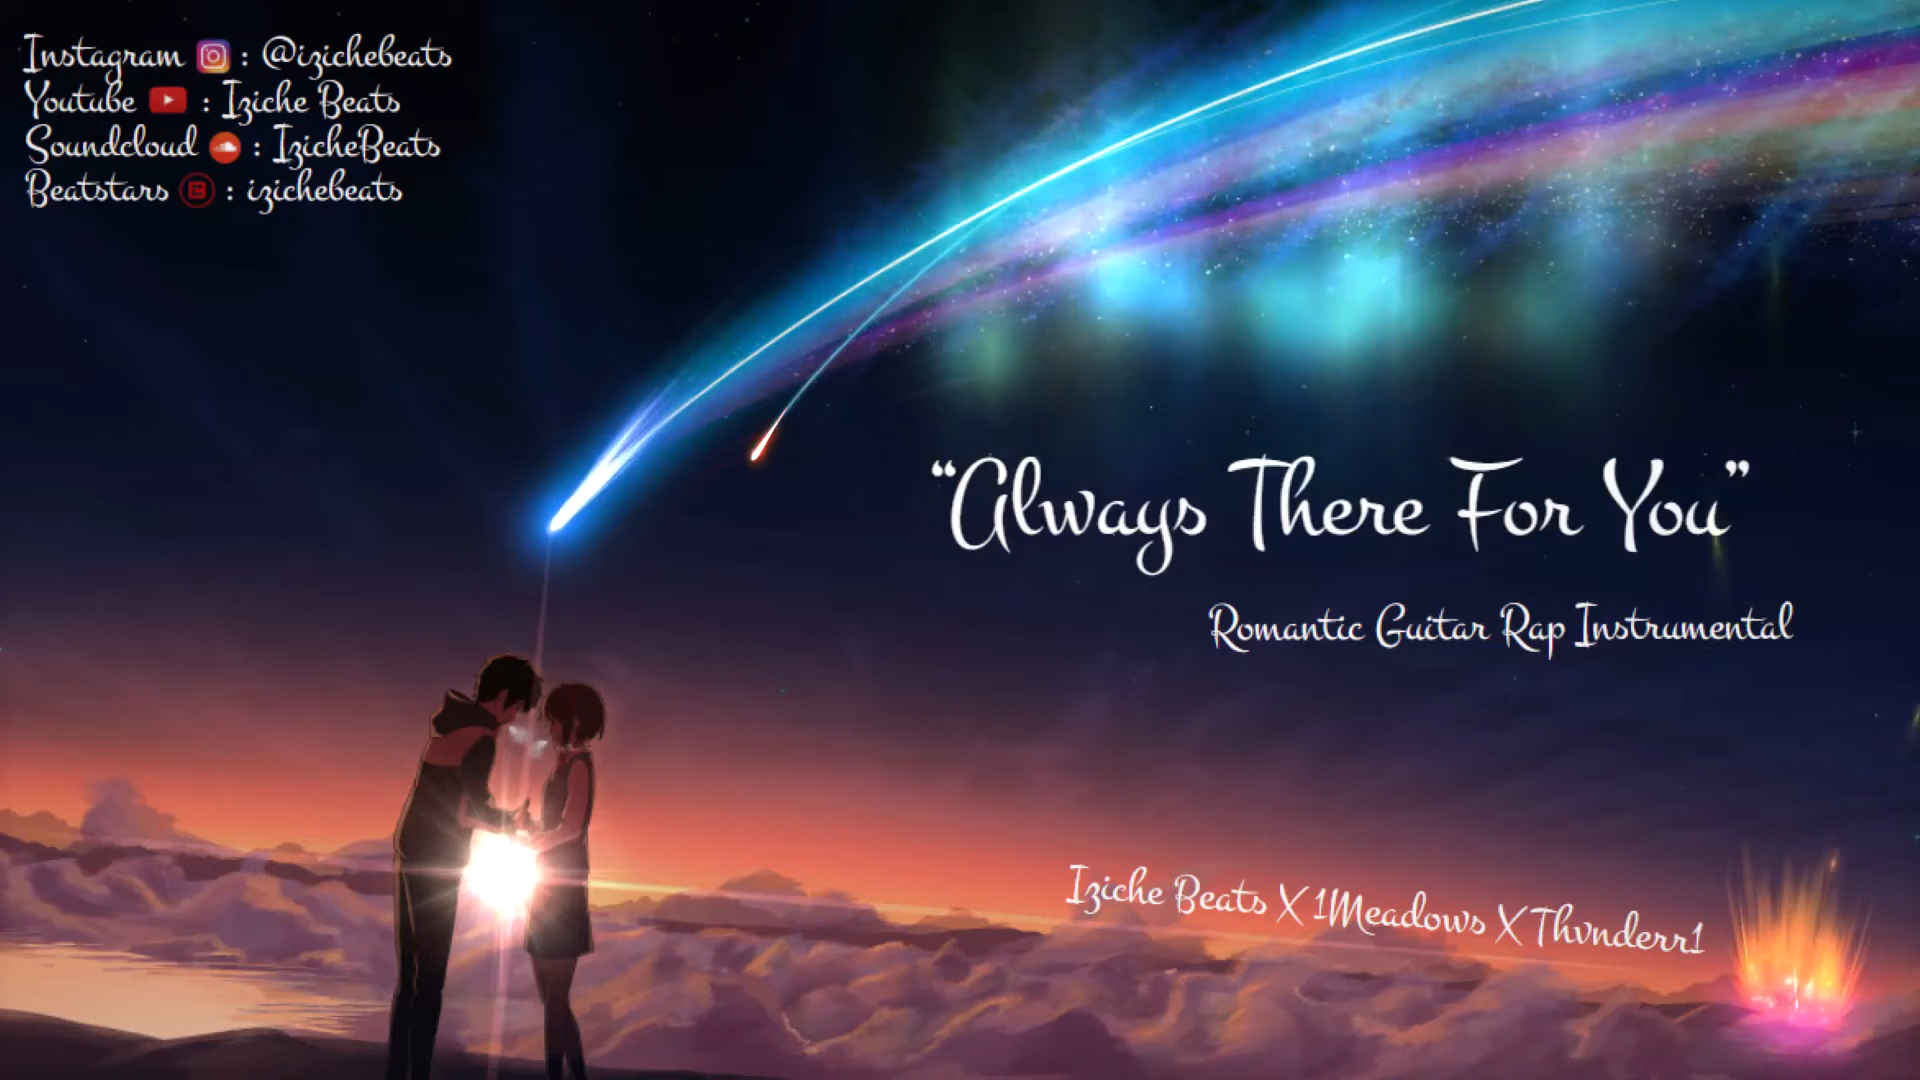 Instagram : @izichebeats
Youtube : Iziche Beats
Soundcloud : IzicheBeats
Beatstars : izichebeats
“Always There For You”
Romantic Guitar Rap Instrumental
Iziche Beats X 1Meadows X Thvnderr1